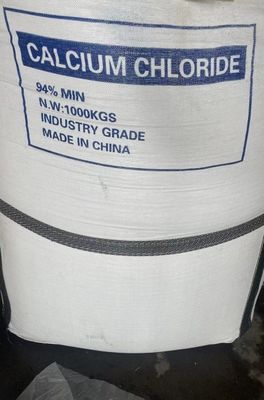 CALCIUM CHLORIDE
94% MIN
N.W:1000KGS
INDUSTRY GRADE
MADE IN CHINA